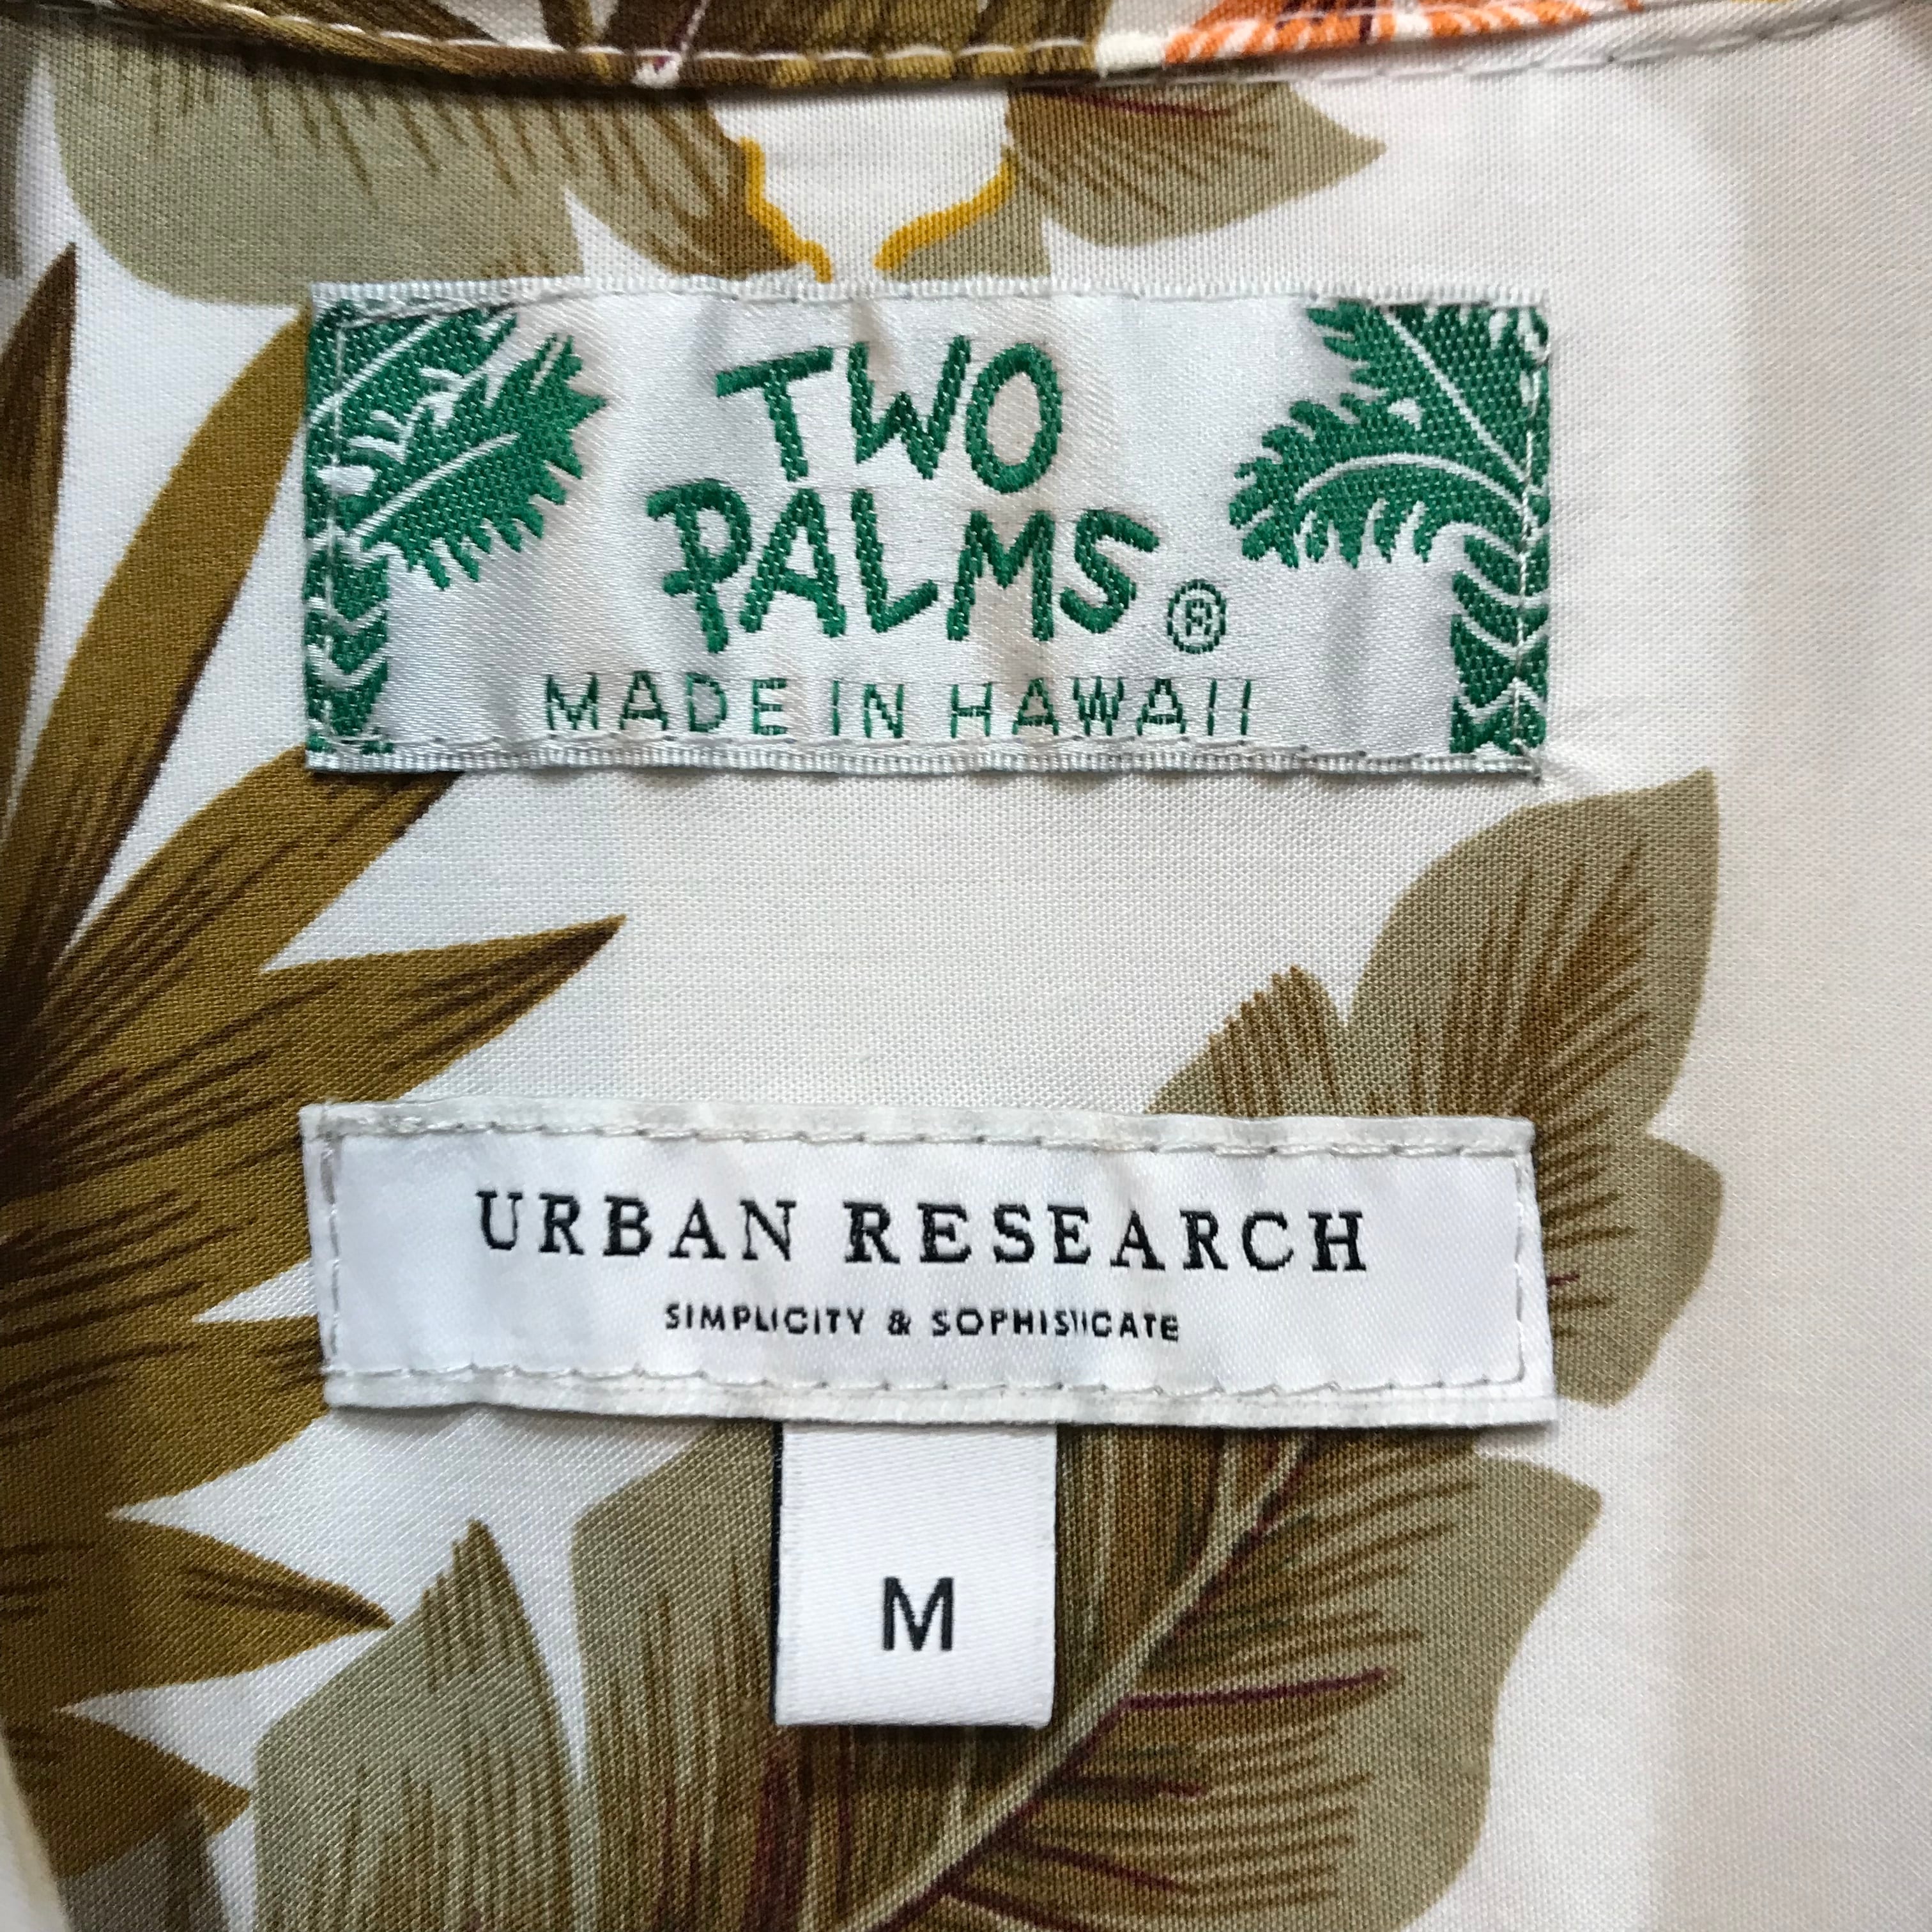 TWO
PALMS®
MADE IN HAWAII
URBAN RESEARCH
SIMPLICITY & SOPHISTICATE
M